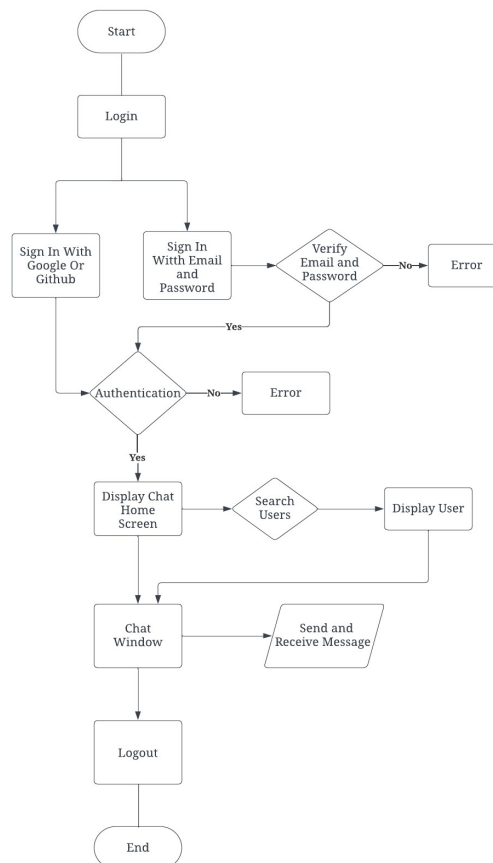 Start
Login
Sign In With
Google Or
Github
Sign In
Witth Email
and
Password
Verify
Email and
Password
No
Error
Yes
Authentication
No
Error
Yes
Display Chat
Home
Screen
Search
Users
Display User
Chat
Window
Send and
Receive Message
Logout
End